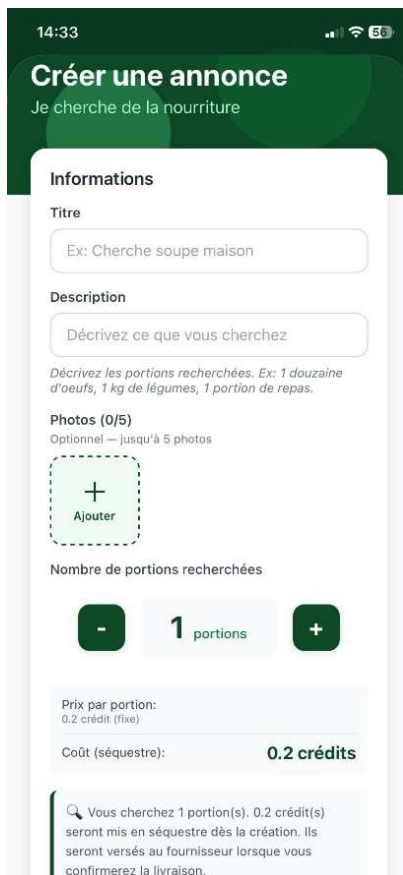 14:33
56
Créer une annonce
Je cherche de la nourriture
Informations
Titre
Ex: Cherche soupe maison
Description
Décrivez ce que vous cherchez
Décrivez les portions recherchées. Ex: 1 douzaine
d'oeufs, 1 kg de légumes, 1 portion de repas.
Photos (0/5)
Optionnel — jusqu'à 5 photos
+
Ajouter
Nombre de portions recherchées
- 1 portions +
Prix par portion:
0.2 crédit (fixe)
Coût (séquestre): 0.2 crédits
🔍 Vous cherchez 1 portion(s). 0.2 crédit(s)
seront mis en séquestre dès la création. Ils
seront versés au fournisseur lorsque vous
confirmerez la livraison.